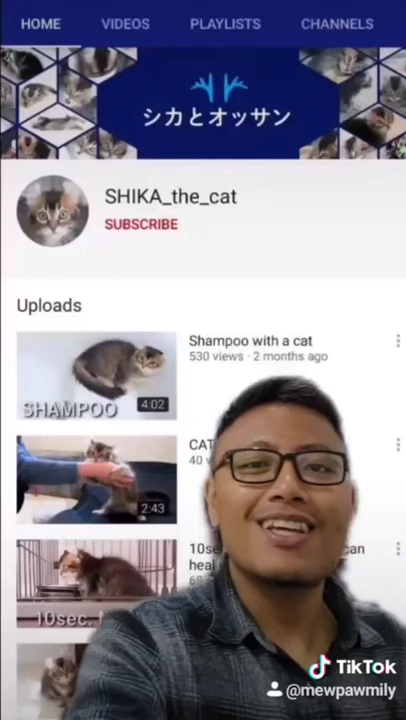 HOME VIDEOS PLAYLISTS CHANNELS
シカとオッサン
SHIKA_the_cat
SUBSCRIBE
Uploads
SHAMPOO
4:02
Shampoo with a cat
530 views · 2 months ago
2:43
CAT
40
10sec.
10se
can
heal
TikTok
@mewpawmily